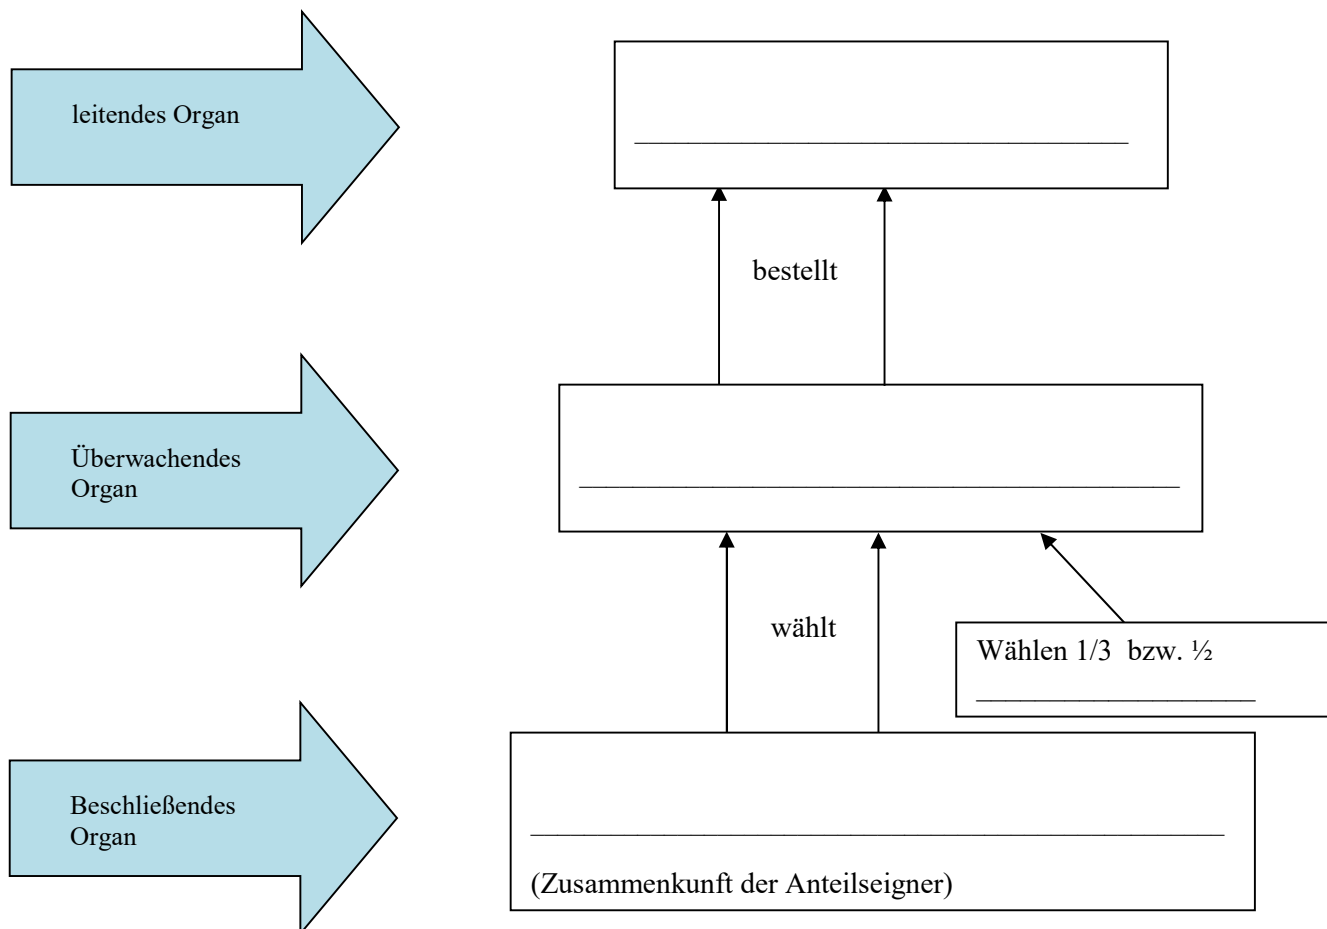 leitendes Organ
bestellt
Überwachendes
Organ
wählt
Wählen 1/3 bzw. ½
Beschließendes
Organ
(Zusammenkunft der Anteilseigner)